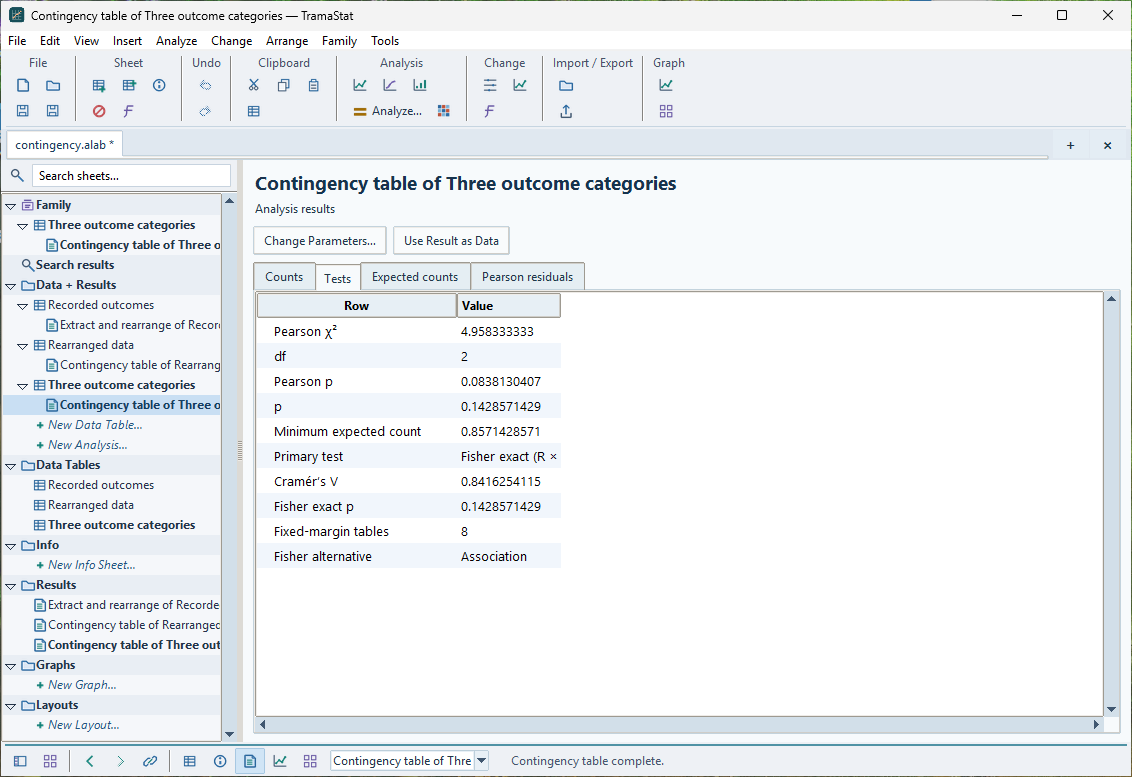 Contingency table of Three outcome categories — TramaStat
File Edit View Insert Analyze Change Arrange Family Tools
File Sheet Undo Clipboard Analysis Change Import / Export Graph
Analyze...
contingency.alab *
Search sheets...
Family
Three outcome categories
Contingency table of Three o
Search results
Data + Results
Recorded outcomes
Extract and rearrange of Recor
Rearranged data
Contingency table of Rearrang
Three outcome categories
Contingency table of Three o
New Data Table...
New Analysis...
Data Tables
Recorded outcomes
Rearranged data
Three outcome categories
Info
New Info Sheet...
Results
Extract and rearrange of Recorde
Contingency table of Rearranged
Contingency table of Three out
Graphs
New Graph...
Layouts
New Layout...
Contingency table of Three outcome categories
Analysis results
Change Parameters... Use Result as Data
Counts Tests Expected counts Pearson residuals
Row Value
Pearson χ² 4.958333333
df 2
Pearson p 0.0838130407
p 0.1428571429
Minimum expected count 0.8571428571
Primary test Fisher exact (R ×
Cramér's V 0.8416254115
Fisher exact p 0.1428571429
Fixed-margin tables 8
Fisher alternative Association
Contingency table of Thre Contingency table complete.